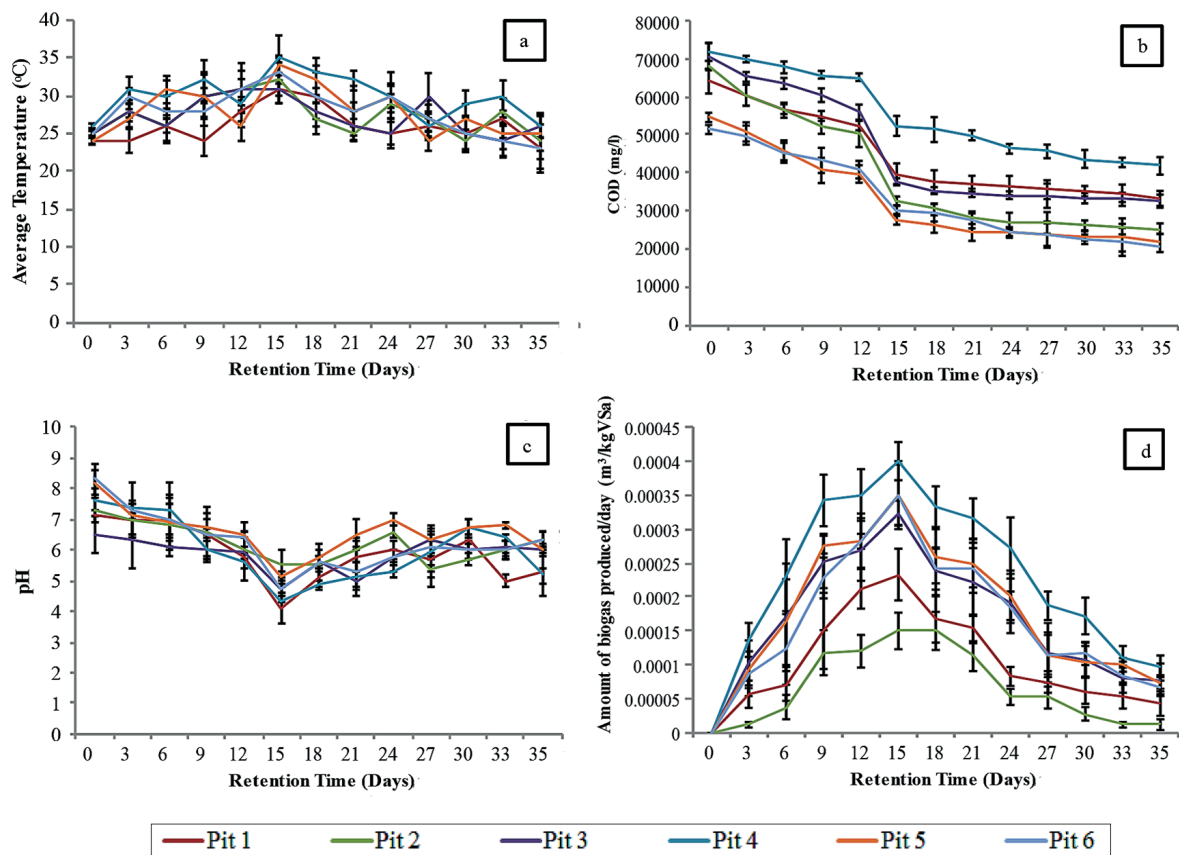 a
Average Temperature (°C)
40
35
30
25
20
15
10
5
0
0 3 6 9 12 15 18 21 24 27 30 33 35
Retention Time (Days)
b
COD (mg/l)
80000
70000
60000
50000
40000
30000
20000
10000
0
0 3 6 9 12 15 18 21 24 27 30 33 35
Retention Time (Days)
c
pH
10
9
8
7
6
5
4
3
2
1
0
0 3 6 9 12 15 18 21 24 27 30 33 35
Retention Time (Days)
d
Amount of biogas produced/day (m³/kgVSa)
0.00045
0.0004
0.00035
0.0003
0.00025
0.0002
0.00015
0.0001
0.00005
0
0 3 6 9 12 15 18 21 24 27 30 33 35
Retention Time (Days)
Pit 1 Pit 2 Pit 3 Pit 4 Pit 5 Pit 6